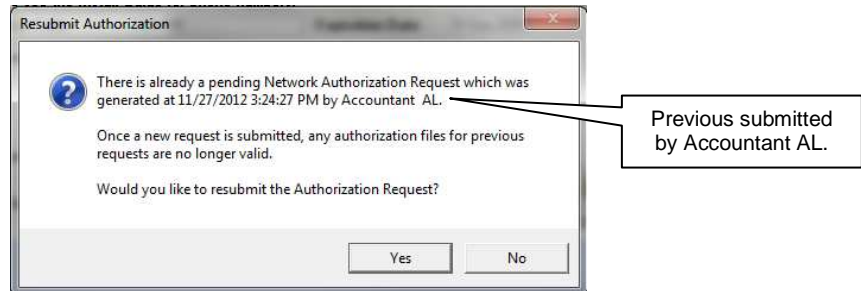 Resubmit Authorization
There is already a pending Network Authorization Request which was
generated at 11/27/2012 3:24:27 PM by Accountant AL.
Once a new request is submitted, any authorization files for previous
requests are no longer valid.
Would you like to resubmit the Authorization Request?
Yes
No
Previous submitted
by Accountant AL.